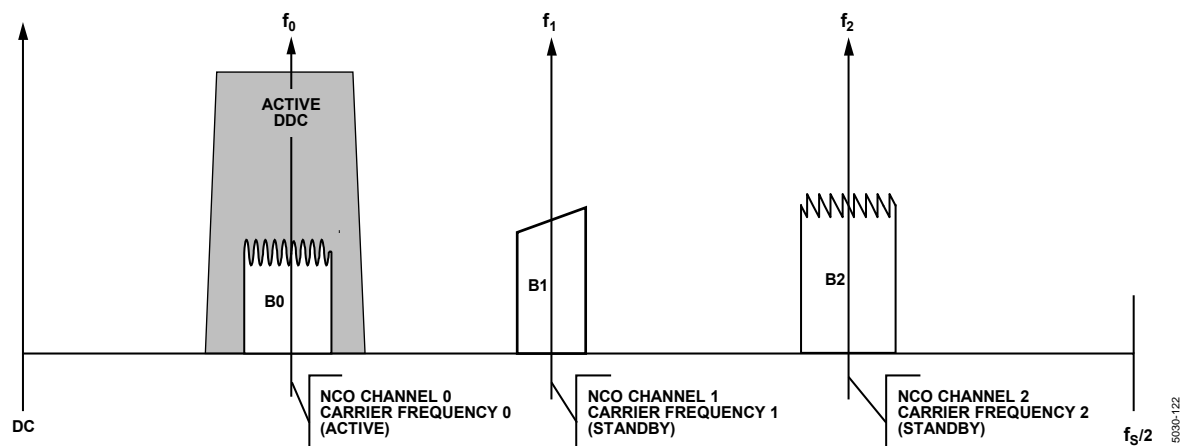 f0
f1
f2
ACTIVE
DDC
B0
B1
B2
DC
NCO CHANNEL 0
CARRIER FREQUENCY 0
(ACTIVE)
NCO CHANNEL 1
CARRIER FREQUENCY 1
(STANDBY)
NCO CHANNEL 2
CARRIER FREQUENCY 2
(STANDBY)
fS/2
5030-122